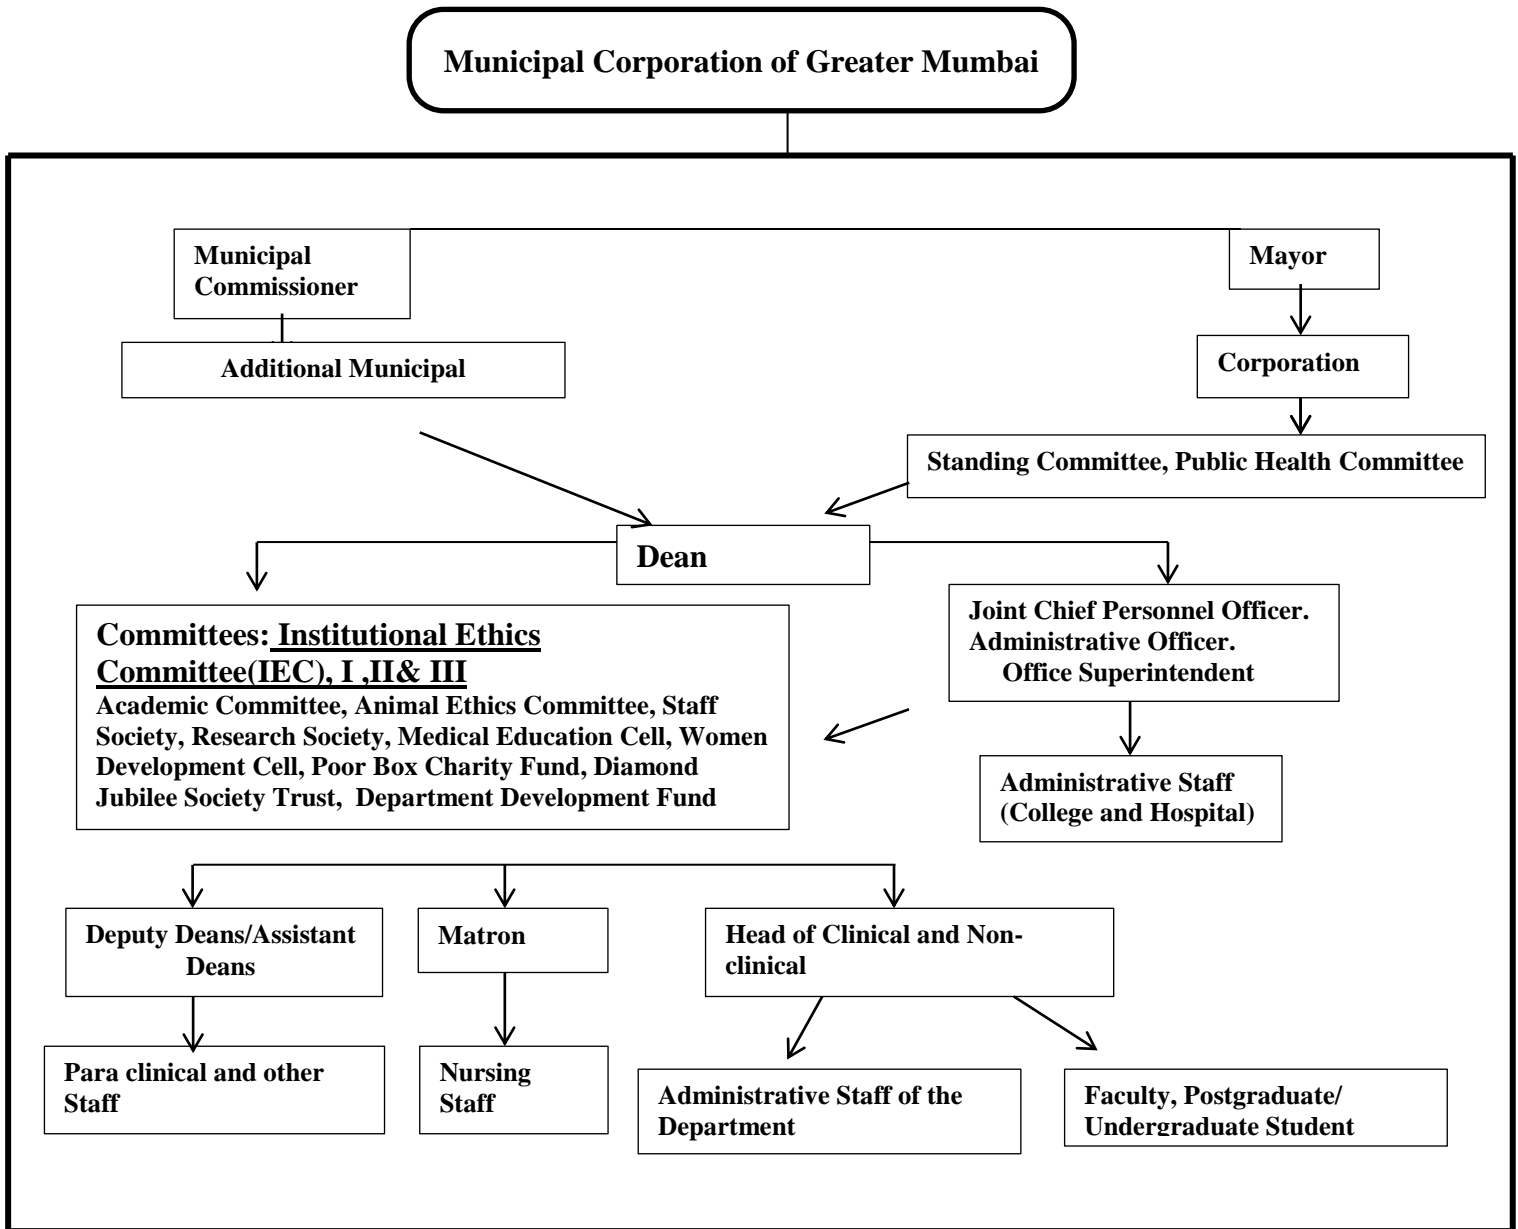 Municipal Corporation of Greater Mumbai
Municipal
Commissioner
Mayor
Additional Municipal
Corporation
Standing Committee, Public Health Committee
Dean
Committees: Institutional Ethics
Committee(IEC), I ,II& III
Academic Committee, Animal Ethics Committee, Staff
Society, Research Society, Medical Education Cell, Women
Development Cell, Poor Box Charity Fund, Diamond
Jubilee Society Trust, Department Development Fund
Joint Chief Personnel Officer.
Administrative Officer.
Office Superintendent
Administrative Staff
(College and Hospital)
Deputy Deans/Assistant
Deans
Matron
Head of Clinical and Non-
clinical
Para clinical and other
Staff
Nursing
Staff
Administrative Staff of the
Department
Faculty, Postgraduate/
Undergraduate Student